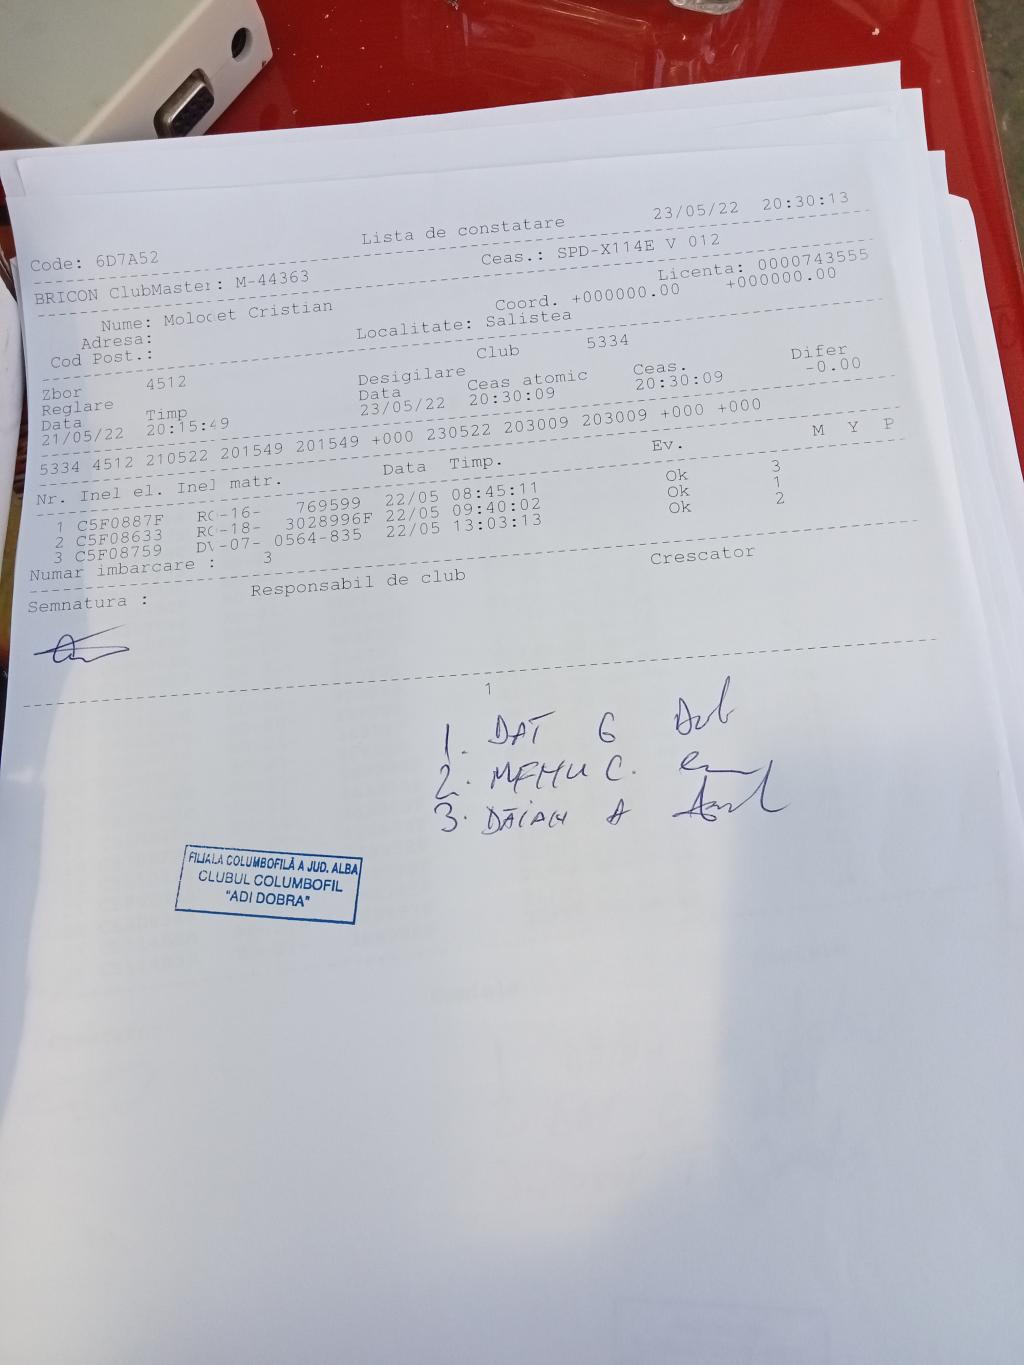 Lista de constatare 23/05/22 20:30:13
Code: 6D7A52 Ceas.: SPD-X114E V 012
BRICON ClubMaster: M-44363 Licenta: 0000743555
Nume: Molocet Cristian Coord. +000000.00 +000000.00
Adresa:
Cod Post.: Localitate: Salistea
Club 5334
Zbor 4512 Desigilare
Reglare Data Ceas atomic Ceas. Difer
Data Timp 23/05/22 20:30:09 20:30:09 -0.00
21/05/22 20:15:49
5334 4512 210522 201549 201549 +000 230522 203009 203009 +000 +000
Nr. Inel el. Inel matr. Data Timp. Ev. M Y P
1 C5F0887F RO-16- 769599 22/05 08:45:11 Ok 3
2 C5F08633 RO-18- 3028996F 22/05 09:40:02 Ok 1
3 C5F08759 DV-07- 0564-835 22/05 13:03:13 Ok 2
Numar imbarcare : 3
Semnatura : Responsabil de club Crescator
1
1. DAT G
2. C.
3. A
FILIALA COLUMBOFILĂ A JUD. ALBA
CLUBUL COLUMBOFIL
"ADI DOBRA"